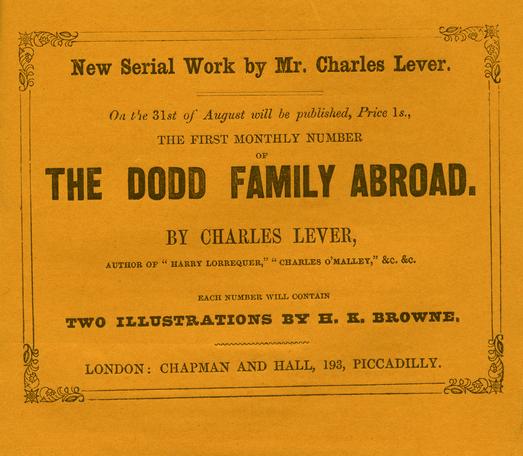 New Serial Work by Mr. Charles Lever.
On the 31st of August will be published, Price 1s.,
THE FIRST MONTHLY NUMBER
OF
THE DODD FAMILY ABROAD.
BY CHARLES LEVER,
AUTHOR OF "HARRY LORREQUER," "CHARLES O'MALLEY," &c. &c.
EACH NUMBER WILL CONTAIN
TWO ILLUSTRATIONS BY H. K. BROWNE.
LONDON: CHAPMAN AND HALL, 193, PICCADILLY.